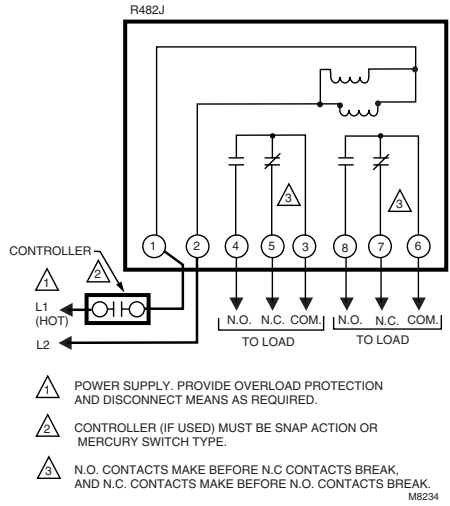 R482J
3
3
1
2
4
5
3
8
7
6
CONTROLLER
1
2
L1
(HOT)
L2
N.O. N.C. COM. N.O. N.C. COM.
TO LOAD TO LOAD
1 POWER SUPPLY. PROVIDE OVERLOAD PROTECTION
AND DISCONNECT MEANS AS REQUIRED.
2 CONTROLLER (IF USED) MUST BE SNAP ACTION OR
MERCURY SWITCH TYPE.
3 N.O. CONTACTS MAKE BEFORE N.C CONTACTS BREAK,
AND N.C. CONTACTS MAKE BEFORE N.O. CONTACTS BREAK.
M8234